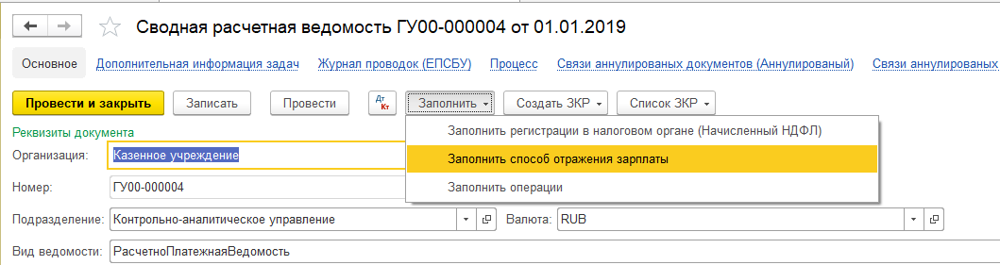 Сводная расчетная ведомость ГУ00-000004 от 01.01.2019
Основное Дополнительная информация задач Журнал проводок (ЕПСБУ) Процесс Связи аннулированых документов (Аннулированый) Связи аннулированых
Провести и закрыть Записать Провести Дт Кт Заполнить Создать ЗКР Список ЗКР
Реквизиты документа
Заполнить регистрации в налоговом органе (Начисленный НДФЛ)
Организация: Казенное учреждение
Заполнить способ отражения зарплаты
Номер: ГУ00-000004
Заполнить операции
Подразделение: Контрольно-аналитическое управление Валюта: RUB
Вид ведомости: РасчетноПлатежнаяВедомость